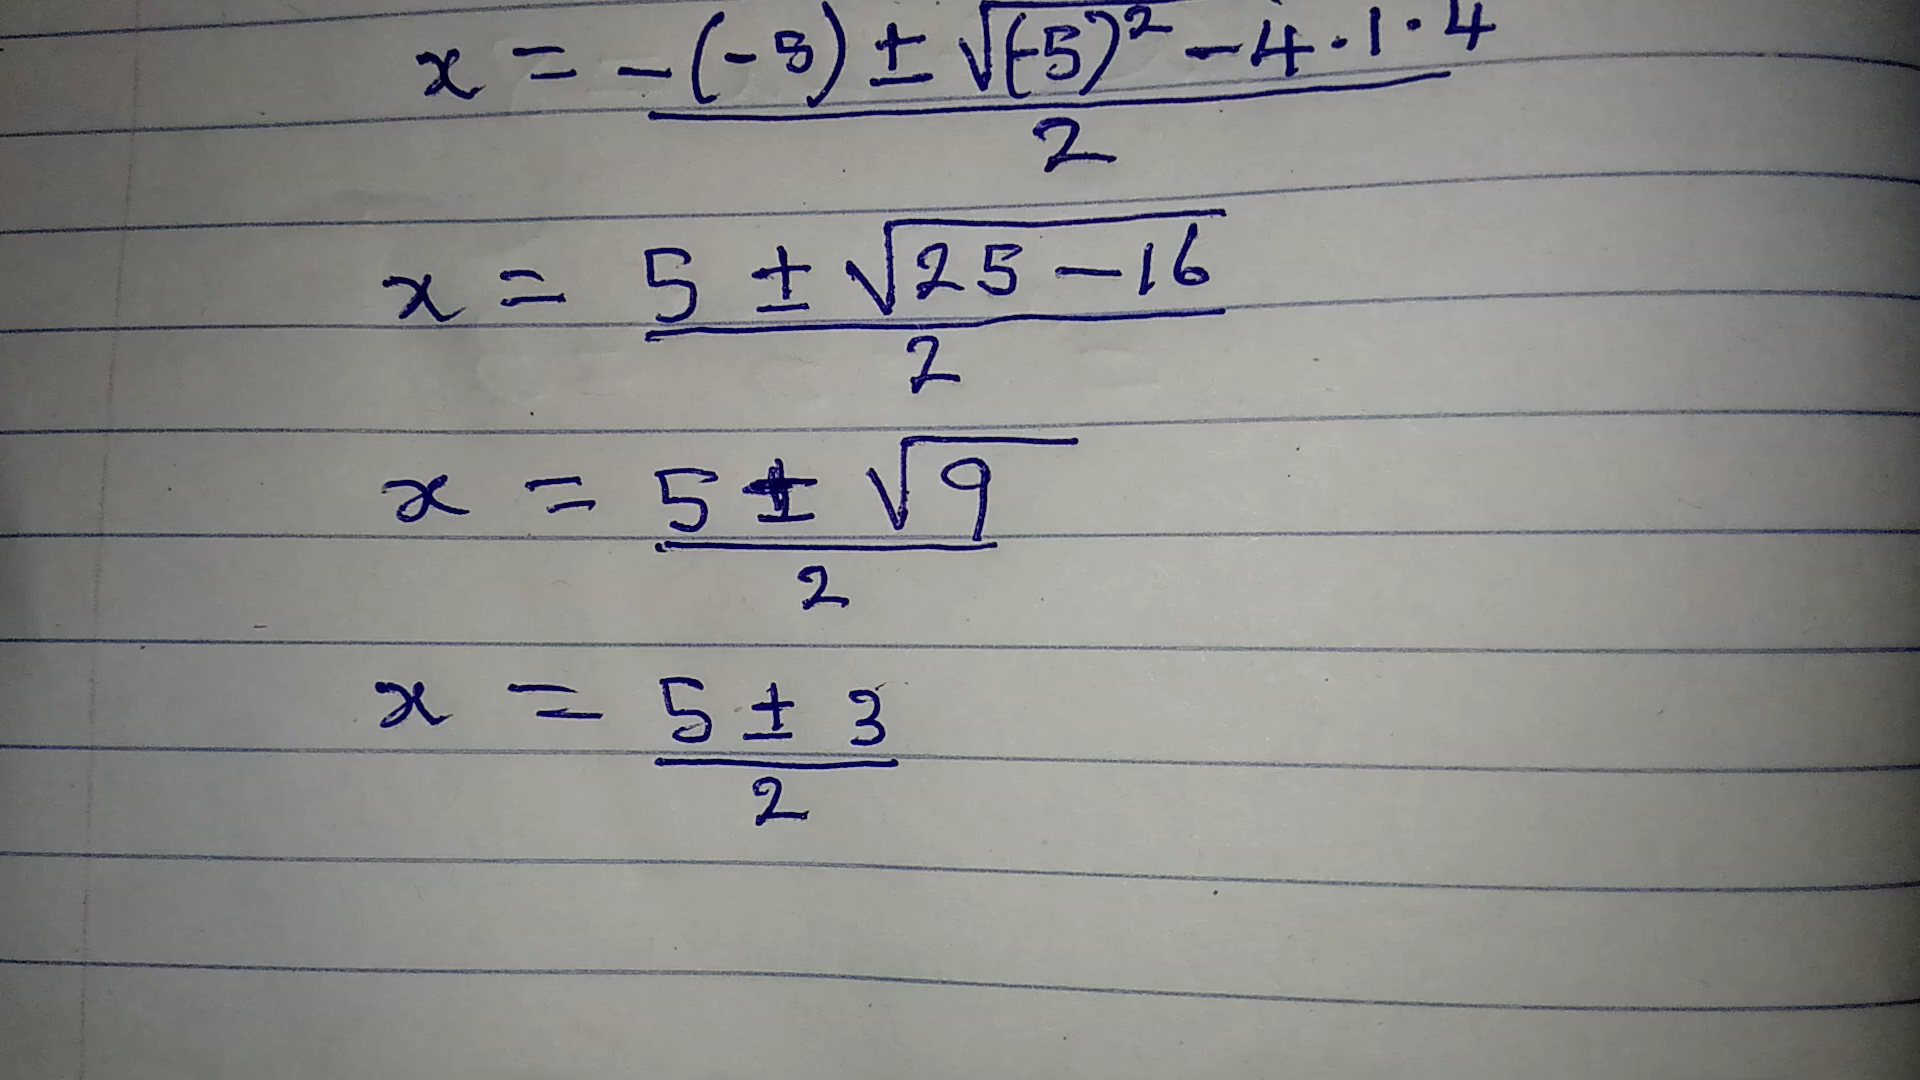 x = -(-5) ± √(-5)² - 4·1·4
2
x = 5 ± √25 - 16
2
x = 5 ± √9
2
x = 5 ± 3
2